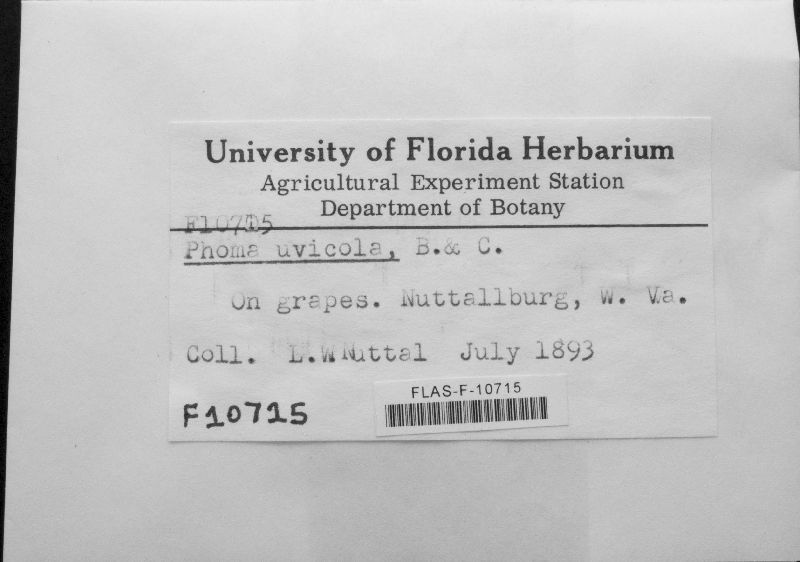 University of Florida Herbarium
Agricultural Experiment Station
Department of Botany
F10715
Phoma uvicola, B.& C.
On grapes. Nuttallburg, W. Va.
Coll. L.W.Nuttal July 1893
FLAS-F-10715
F10715